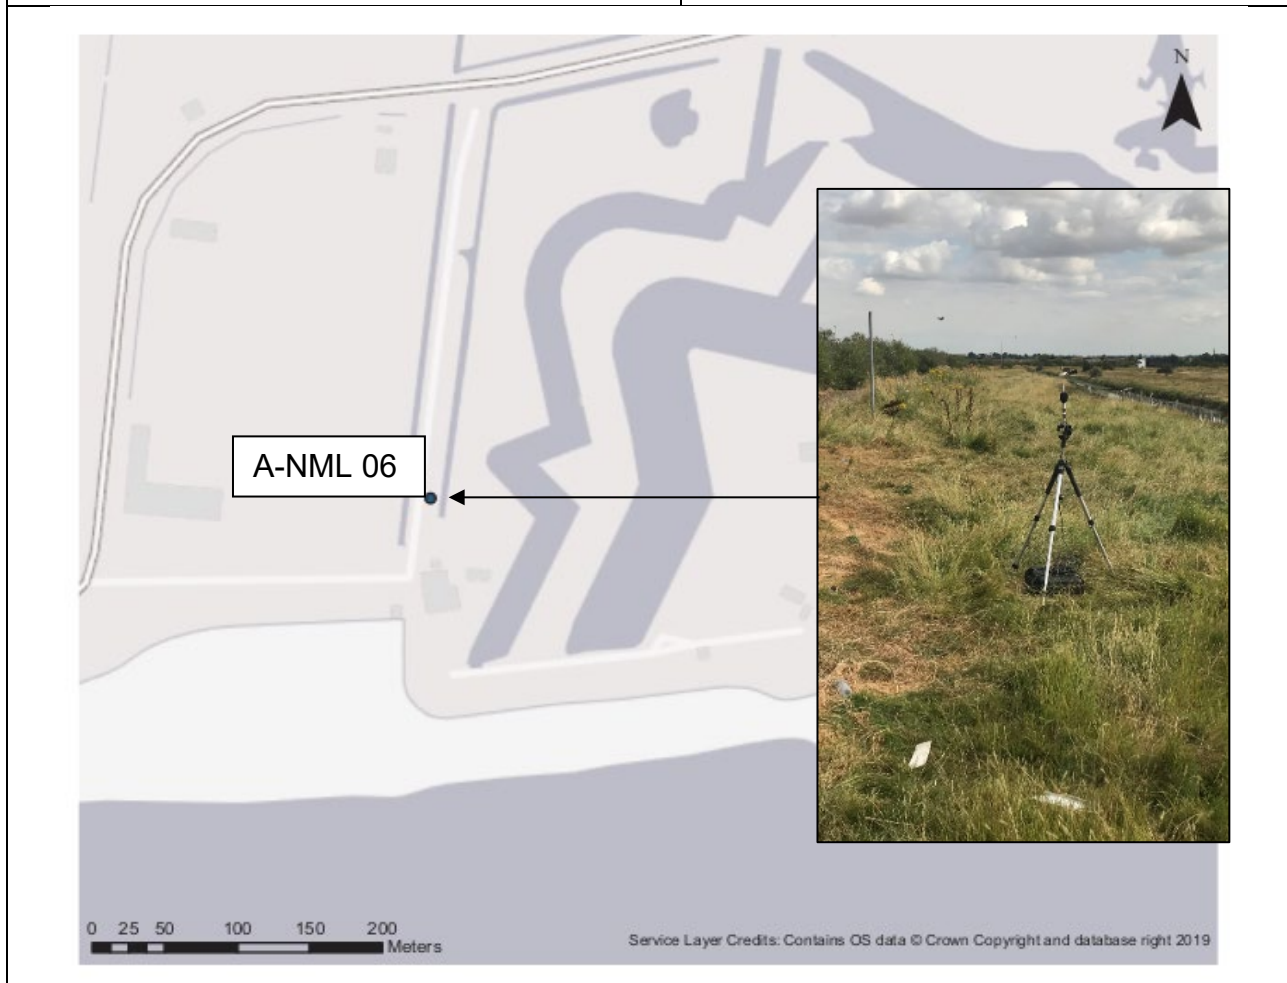 N
A-NML 06
0 25 50 100 150 200
Meters
Service Layer Credits: Contains OS data © Crown Copyright and database right 2019